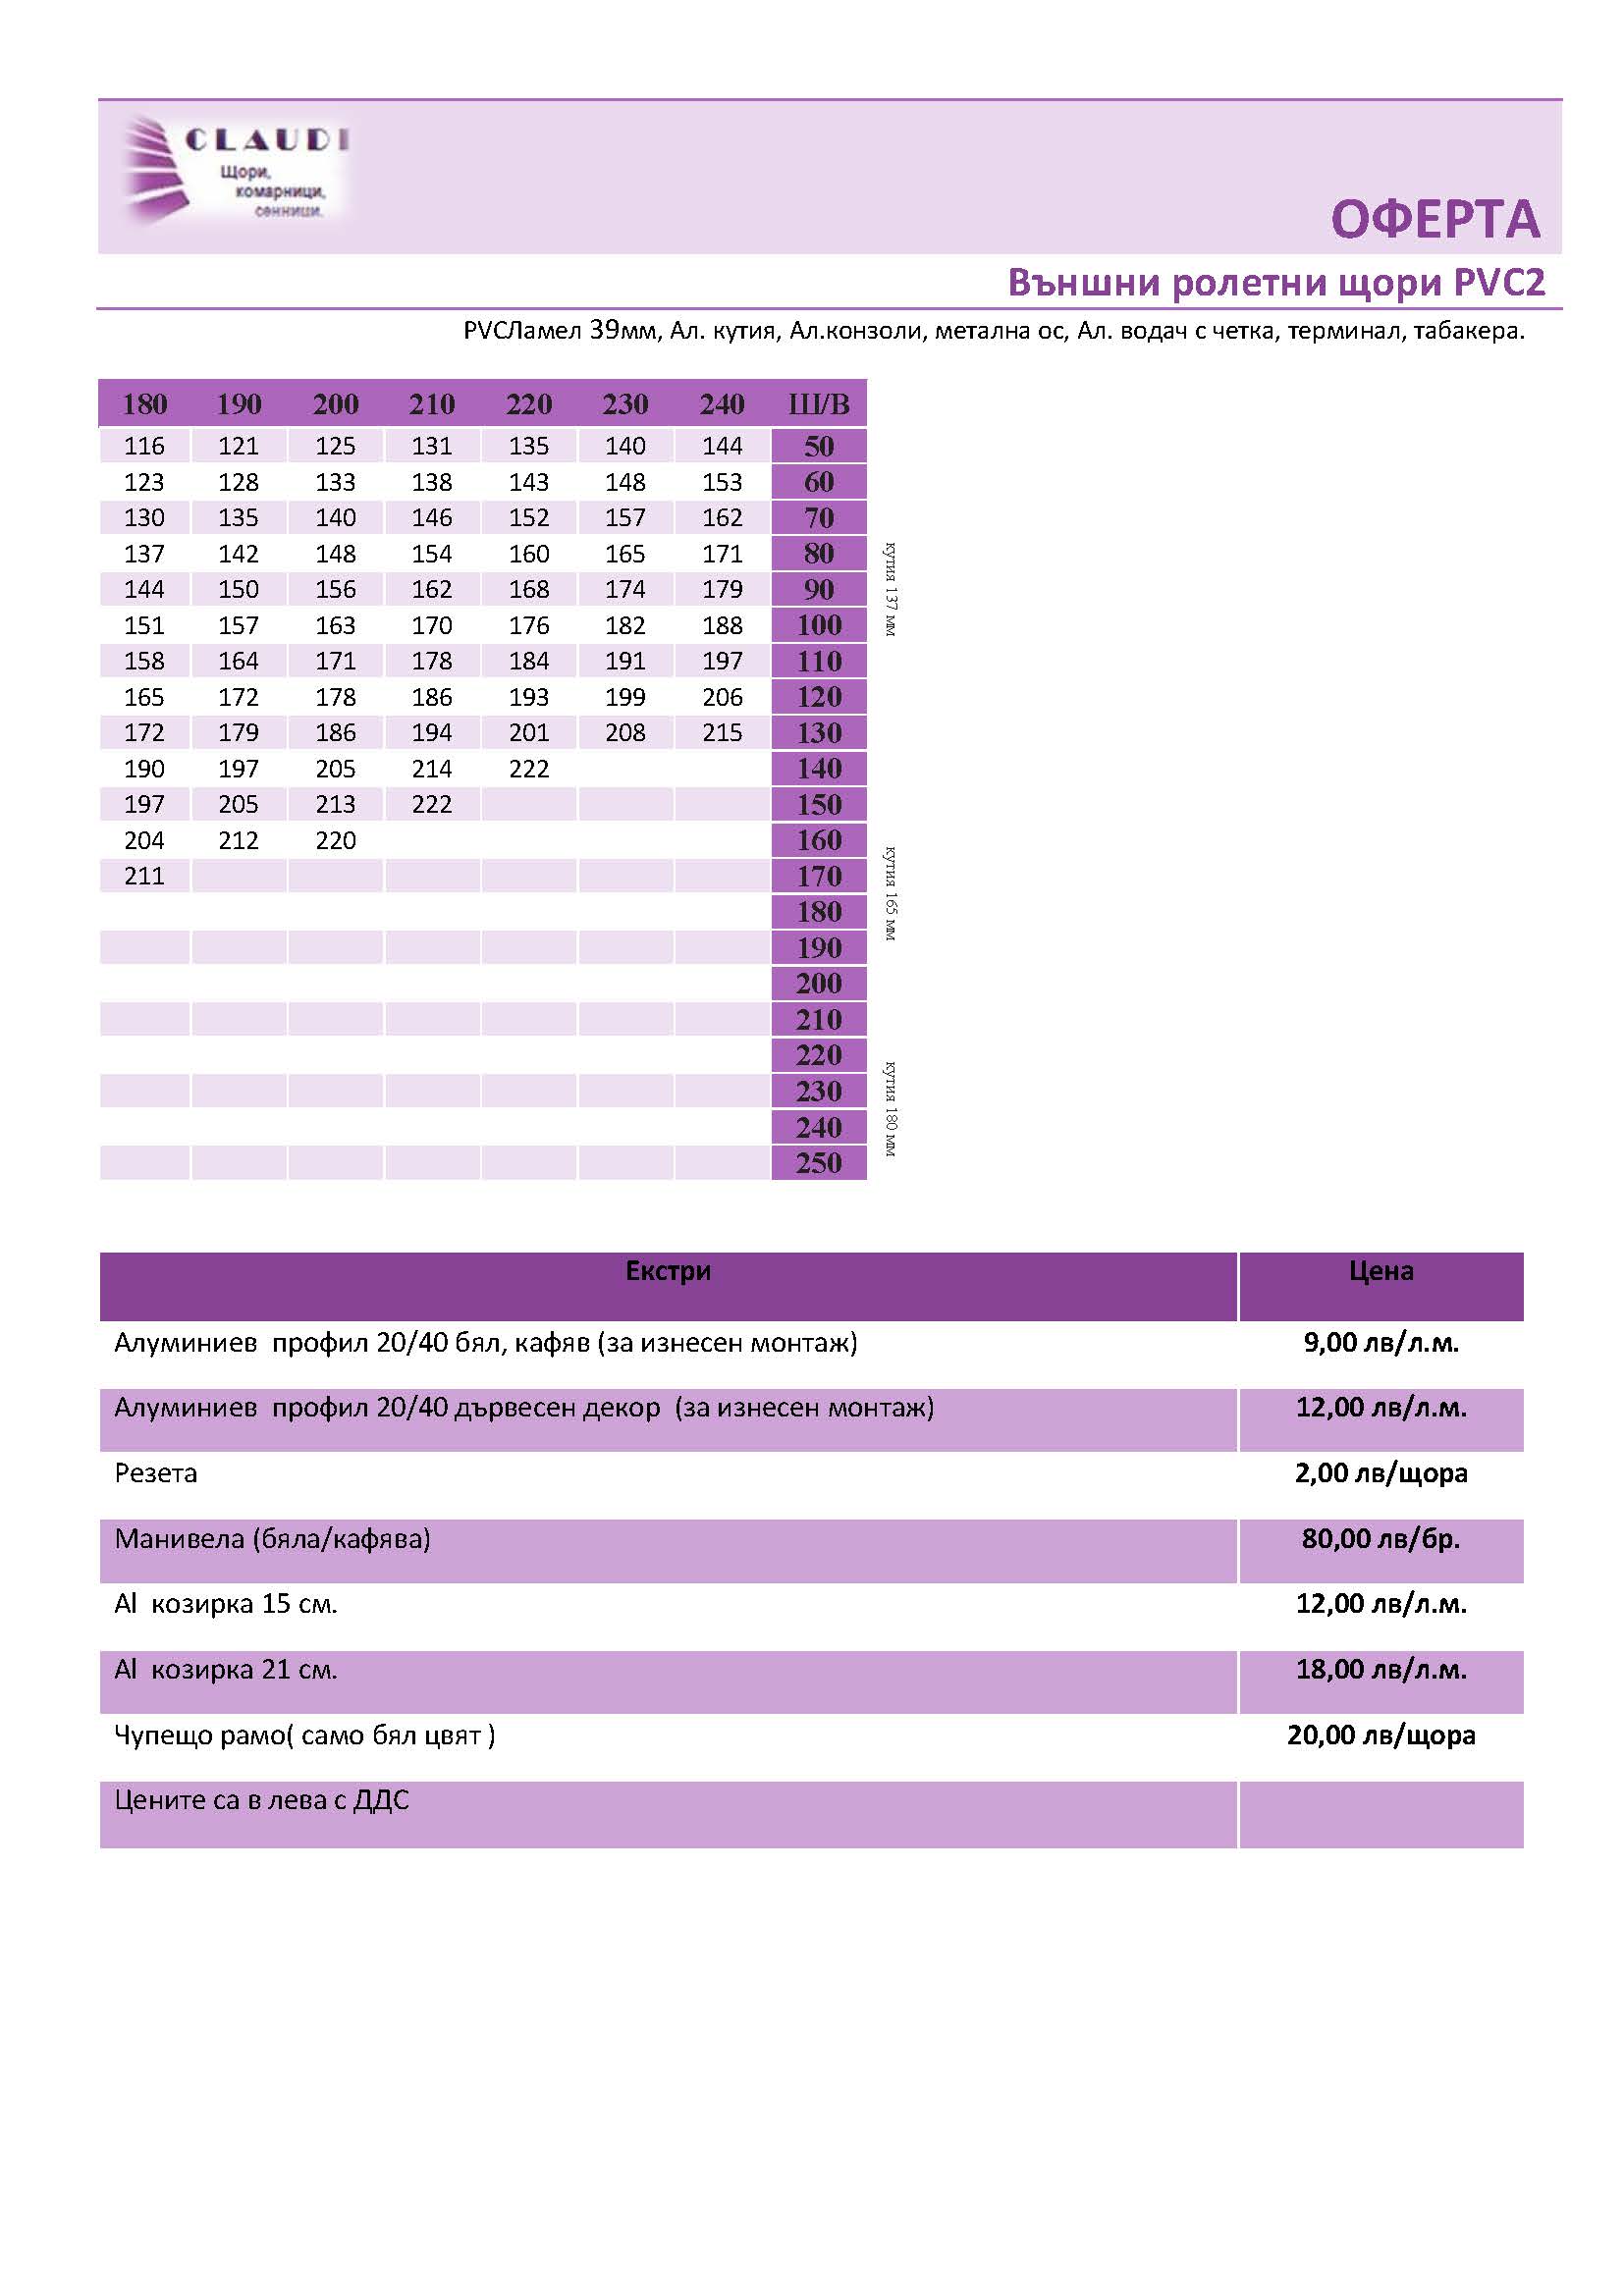 CLAUDI
Щори,
комарници,
сенници.
ОФЕРТА
Външни ролетни щори PVC2
PVCЛамел 39мм, Ал. кутия, Ал.конзоли, метална ос, Ал. водач с четка, терминал, табакера.
180 190 200 210 220 230 240 Ш/В
116 121 125 131 135 140 144 50
123 128 133 138 143 148 153 60
130 135 140 146 152 157 162 70
137 142 148 154 160 165 171 80
144 150 156 162 168 174 179 90
151 157 163 170 176 182 188 100
158 164 171 178 184 191 197 110
165 172 178 186 193 199 206 120
172 179 186 194 201 208 215 130
190 197 205 214 222 140
197 205 213 222 150
204 212 220 160
211 170
180
190
200
210
220
230
240
250
кутия 137 мм
кутия 165 мм
кутия 180 мм
Екстри Цена
Алуминиев профил 20/40 бял, кафяв (за изнесен монтаж) 9,00 лв/л.м.
Алуминиев профил 20/40 дървесен декор (за изнесен монтаж) 12,00 лв/л.м.
Резета 2,00 лв/щора
Манивела (бяла/кафява) 80,00 лв/бр.
Al козирка 15 см. 12,00 лв/л.м.
Al козирка 21 см. 18,00 лв/л.м.
Чупещо рамо( само бял цвят ) 20,00 лв/щора
Цените са в лева с ДДС